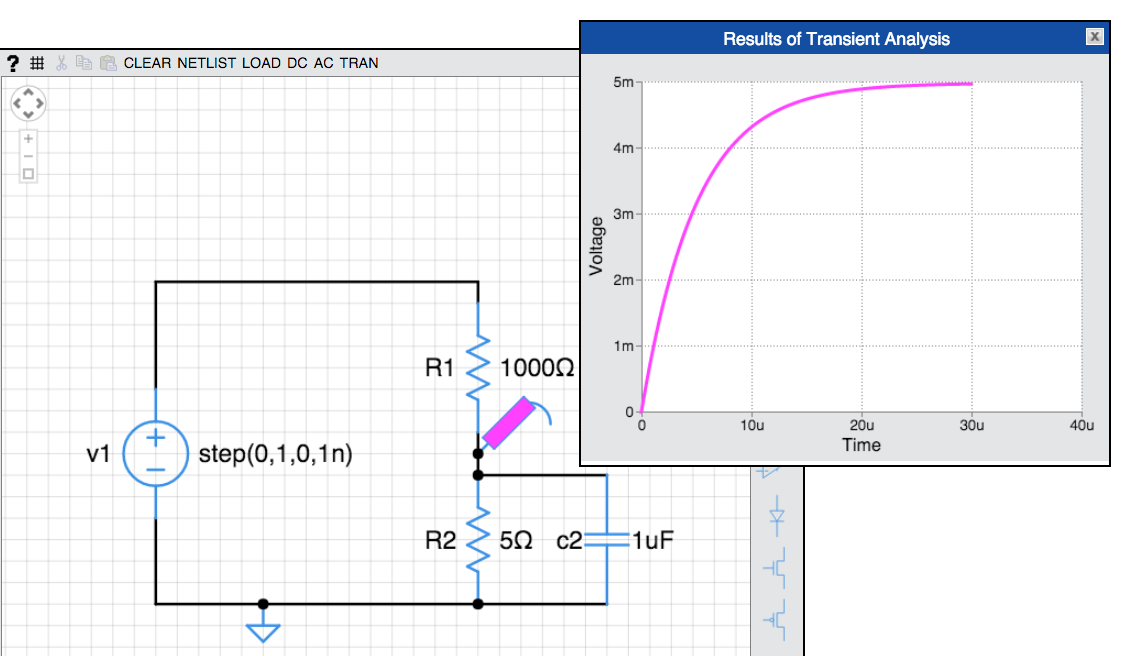 Results of Transient Analysis
x
? CLEAR NETLIST LOAD DC AC TRAN
5m
4m
3m
2m
1m
0
Voltage
0 10u 20u 30u 40u
Time
R1 1000Ω
v1 step(0,1,0,1n)
R2 5Ω c2 1uF